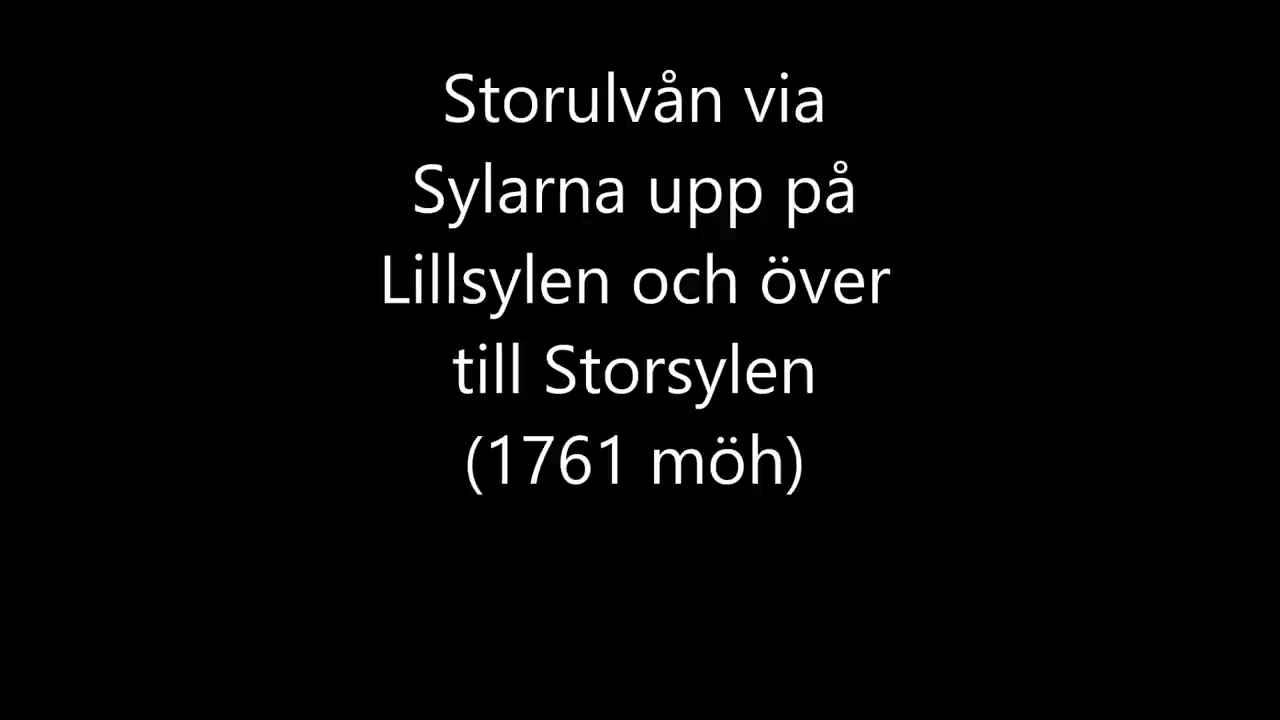 Storulvån via
Sylarna upp på
Lillsylen och över
till Storsylen
(1761 möh)